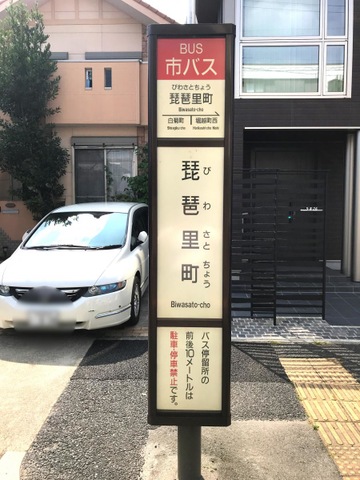 BUS
市バス
びわさとちょう
琵琶里町
Biwasato-cho
白菊町
堀越町西
Shiragiku-cho
Horikoshi-cho Nishi
琵琶里町
び わ さと ちょう
Biwasato-cho
バス停留所の
前後10メートルは
駐車・停車禁止です。